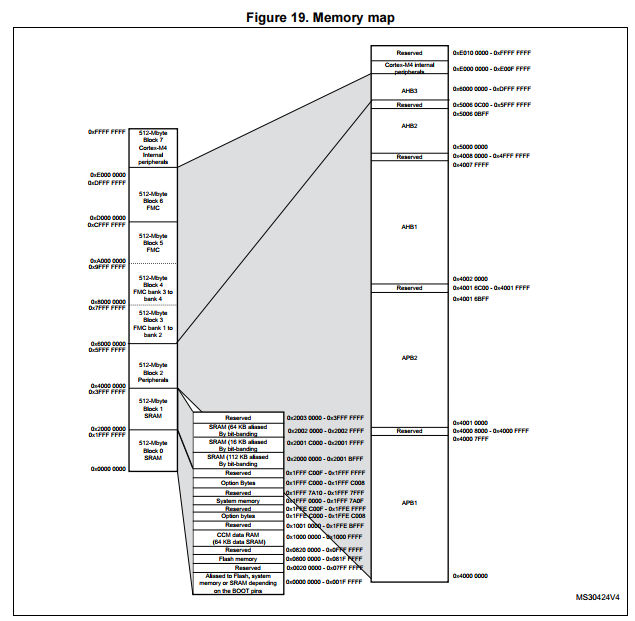 Figure 19. Memory map
0xFFFF FFFF
512-Mbyte
Block 7
Cortex-M4
Internal
peripherals
0xE000 0000
0xDFFF FFFF
512-Mbyte
Block 6
FMC
0xD000 0000
0xCFFF FFFF
512-Mbyte
Block 5
FMC
0xA000 0000
0x9FFF FFFF
512-Mbyte
Block 4
FMC bank 3 to
bank 4
0x8000 0000
0x7FFF FFFF
512-Mbyte
Block 3
FMC bank 1 to
bank 2
0x6000 0000
0x5FFF FFFF
512-Mbyte
Block 2
Peripherals
0x4000 0000
0x3FFF FFFF
512-Mbyte
Block 1
SRAM
0x2000 0000
0x1FFF FFFF
512-Mbyte
Block 0
SRAM
0x0000 0000
Reserved 0x2003 0000 - 0x3FFF FFFF
SRAM (64 KB aliased
By bit-banding 0x2002 0000 - 0x2002 FFFF
SRAM (16 KB aliased
By bit-banding 0x2001 C000 - 0x2001 FFFF
SRAM (112 KB aliased
By bit-banding 0x2000 0000 - 0x2001 BFFF
Reserved 0x1FFF C00F - 0x1FFF FFFF
Option Bytes 0x1FFF C000 - 0x1FFF C008
Reserved 0x1FFF 7A10 - 0x1FFF 7FFF
System memory 0x1FFF 0000 - 0x1FFF 7A0F
Reserved 0x1FFE C00F - 0x1FFE FFFF
Option bytes 0x1FFE C000 - 0x1FFE C008
Reserved 0x1001 0000 - 0x1FFE BFFF
CCM data RAM
(64 KB data SRAM) 0x1000 0000 - 0x1000 FFFF
Reserved 0x0820 0000 - 0x0FFF FFFF
Flash memory 0x0800 0000 - 0x081F FFFF
Reserved 0x0020 0000 - 0x07FF FFFF
Aliased to Flash, system
memory or SRAM depending
on the BOOT pins 0x0000 0000 - 0x001F FFFF
Reserved 0xE010 0000 - 0xFFFF FFFF
Cortex-M4 internal
peripherals 0xE000 0000 - 0xE00F FFFF
AHB3 0x6000 0000 - 0xDFFF FFFF
Reserved 0x5006 0C00 - 0x5FFF FFFF
0x5006 0BFF
AHB2
0x5000 0000
Reserved 0x4008 0000 - 0x4FFF FFFF
0x4007 FFFF
AHB1
0x4002 0000
Reserved 0x4001 6C00 - 0x4001 FFFF
0x4001 6BFF
APB2
0x4001 0000
Reserved 0x4000 8000 - 0x4000 FFFF
0x4000 7FFF
APB1
0x4000 0000
MS30424V4